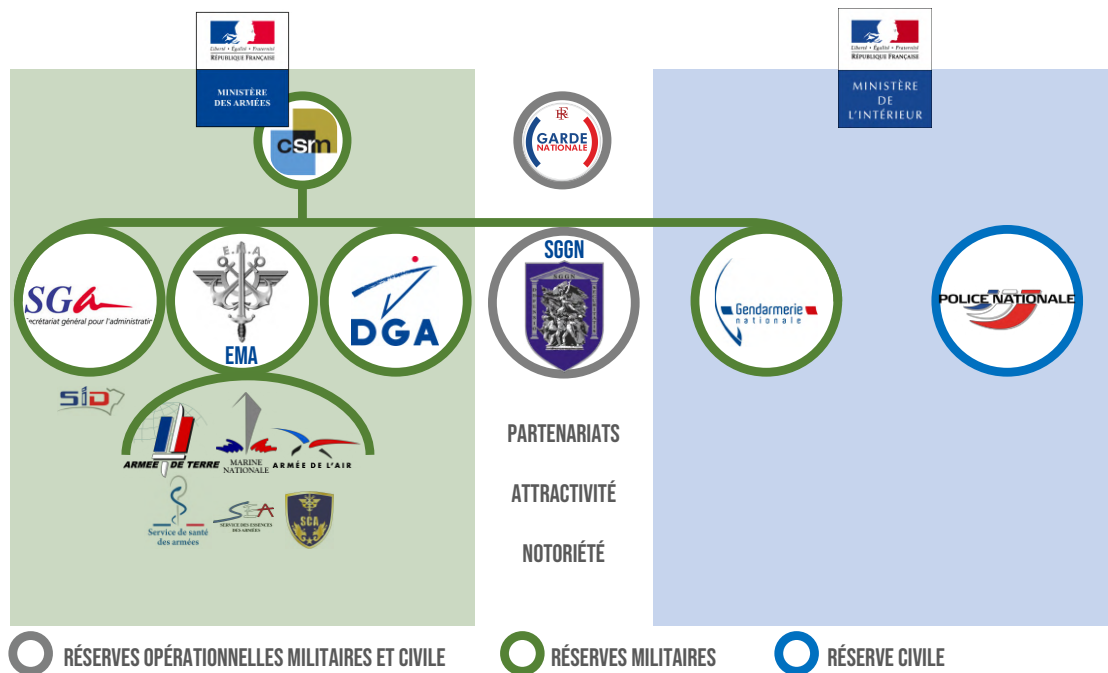 Liberté • Égalité • Fraternité
RÉPUBLIQUE FRANÇAISE
MINISTÈRE
DES ARMÉES
Liberté • Égalité • Fraternité
RÉPUBLIQUE FRANÇAISE
MINISTÈRE
DE
L'INTÉRIEUR
csm
RF
GARDE
NATIONALE
SGa
Secrétariat général pour l'administration
E.M.A
EMA
DGA
SGGN
SGGN
Gendarmerie
nationale
POLICE NATIONALE
SID
ARMEE DE TERRE
MARINE
NATIONALE
ARMÉE DE L'AIR
Service de santé
des armées
SEA
SERVICE DES ESSENCES
DES ARMÉES
SCA
PARTENARIATS
ATTRACTIVITÉ
NOTORIÉTÉ
RÉSERVES OPÉRATIONNELLES MILITAIRES ET CIVILE
RÉSERVES MILITAIRES
RÉSERVE CIVILE